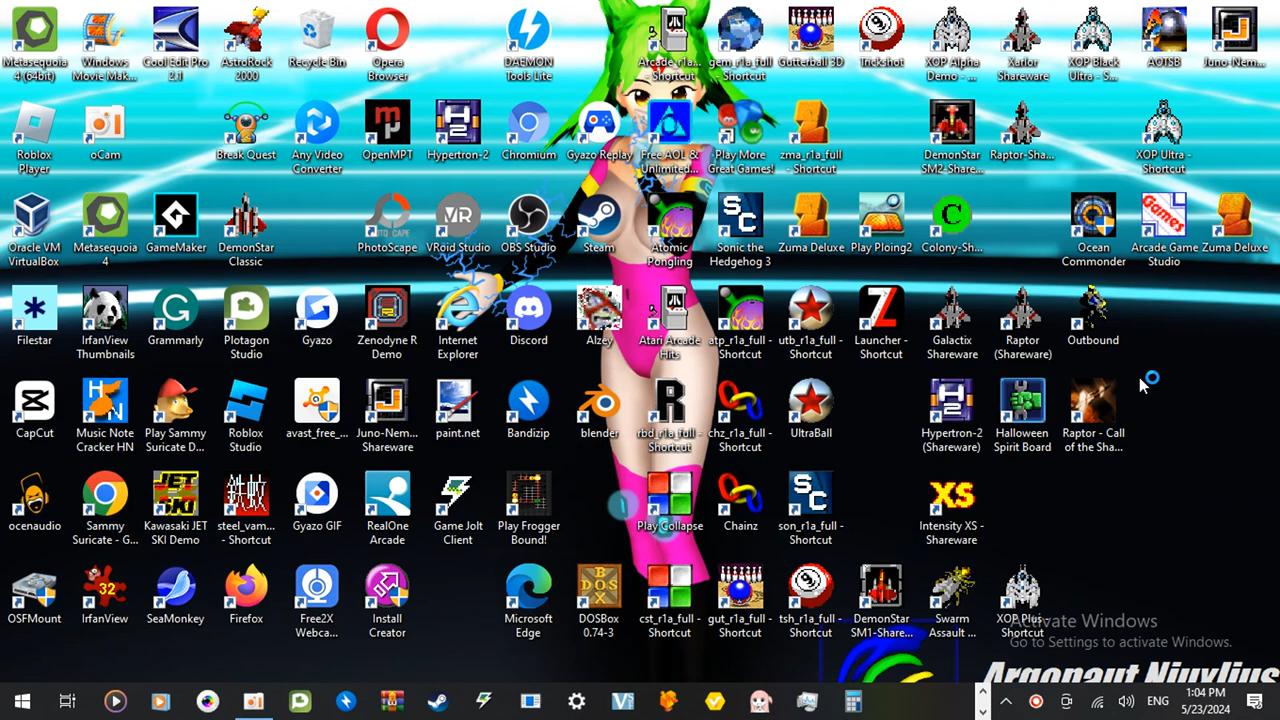 Metasequoia
4 (64bit)
Windows
Movie Mak...
Cool Edit Pro
2.1
AstroRock
2000
Recycle Bin
Opera
Browser
DAEMON
Tools Lite
Arcade_r1a...
- Shortcut
gem_r1a_full
- Shortcut
Gutterball 3D
Trickshot
XOP Alpha
Demo - ...
Xarlor
Shareware
XOP Black
Ultra - S...
AOTSB
Juno-Nem...
Roblox
Player
oCam
Break Quest
Any Video
Converter
OpenMPT
Hypertron-2
Chromium
Gyazo Replay
Free AOL &
Unlimited...
Play More
Great Games!
zma_r1a_full
- Shortcut
DemonStar
SM2-Share...
Raptor-Sha...
XOP Ultra -
Shortcut
Oracle VM
VirtualBox
Metasequoia
4
GameMaker
DemonStar
Classic
PhotoScape
VRoid Studio
OBS Studio
Steam
Atomic
Pongling
Sonic the
Hedgehog 3
Zuma Deluxe
Play Ploing2
Colony-Sh...
Ocean
Commonder
Arcade Game
Studio
Zuma Deluxe
Filestar
IrfanView
Thumbnails
Grammarly
Plotagon
Studio
Gyazo
Zenodyne R
Demo
Internet
Explorer
Discord
Alzey
Atari Arcade
Hits
atp_r1a_full -
Shortcut
utb_r1a_full -
Shortcut
Launcher -
Shortcut
Galactix
Shareware
Raptor
(Shareware)
Outbound
CapCut
Music Note
Cracker HN
Play Sammy
Suricate D...
Roblox
Studio
avast_free_...
Juno-Nem...
Shareware
paint.net
Bandizip
blender
rbd_r1a_full -
Shortcut
chz_r1a_full -
Shortcut
UltraBall
Hypertron-2
(Shareware)
Halloween
Spirit Board
Raptor - Call
of the Sha...
ocenaudio
Sammy
Suricate - G...
Kawasaki JET
SKI Demo
steel_vam...
- Shortcut
Gyazo GIF
RealOne
Arcade
Game Jolt
Client
Play Frogger
Bound!
Play Collapse
Chainz
son_r1a_full -
Shortcut
Intensity XS -
Shareware
OSFMount
IrfanView
SeaMonkey
Firefox
Free2X
Webca...
Install
Creator
Microsoft
Edge
DOSBox
0.74-3
cst_r1a_full -
Shortcut
gut_r1a_full -
Shortcut
tsh_r1a_full -
Shortcut
DemonStar
SM1-Share...
Swarm
Assault ...
XOP Plus -
Shortcut
Activate Windows
Go to Settings to activate Windows.
Argonaut Niuylius
ENG
1:04 PM
5/23/2024